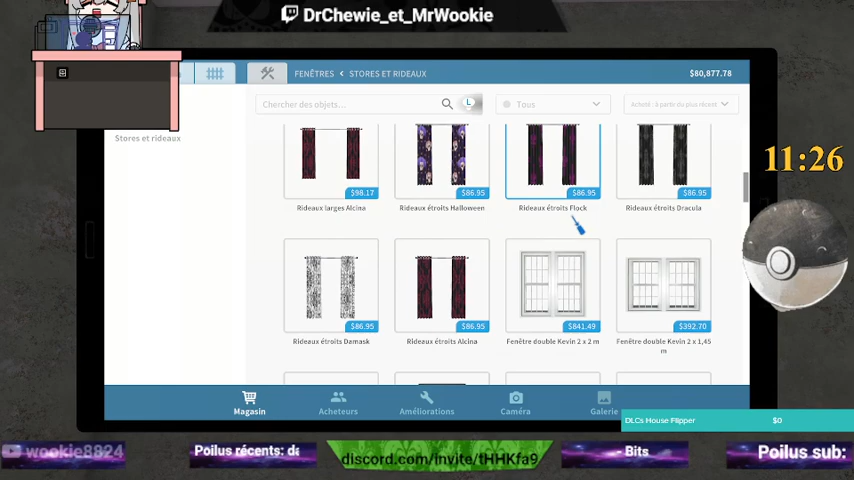 DrChewie_et_MrWookie
FENÊTRES < STORES ET RIDEAUX
$80,877.78
Chercher des objets...
L
Tous
Acheté : à partir du plus récent
Stores et rideaux
11:26
$98.17
$86.95
$86.95
$86.95
Rideaux larges Alcina
Rideaux étroits Halloween
Rideaux étroits Flock
Rideaux étroits Dracula
$86.95
$86.95
$841.49
$392.70
Rideaux étroits Damask
Rideaux étroits Alcina
Fenêtre double Kevin 2 x 2 m
Fenêtre double Kevin 2 x 1,45
m
Magasin
Acheteurs
Améliorations
Caméra
Galerie
DLCs House Flipper
$0
wookie8824
Poilus récents: da
discord.com/invite/tHHKfa9
- Bits
Poilus sub: